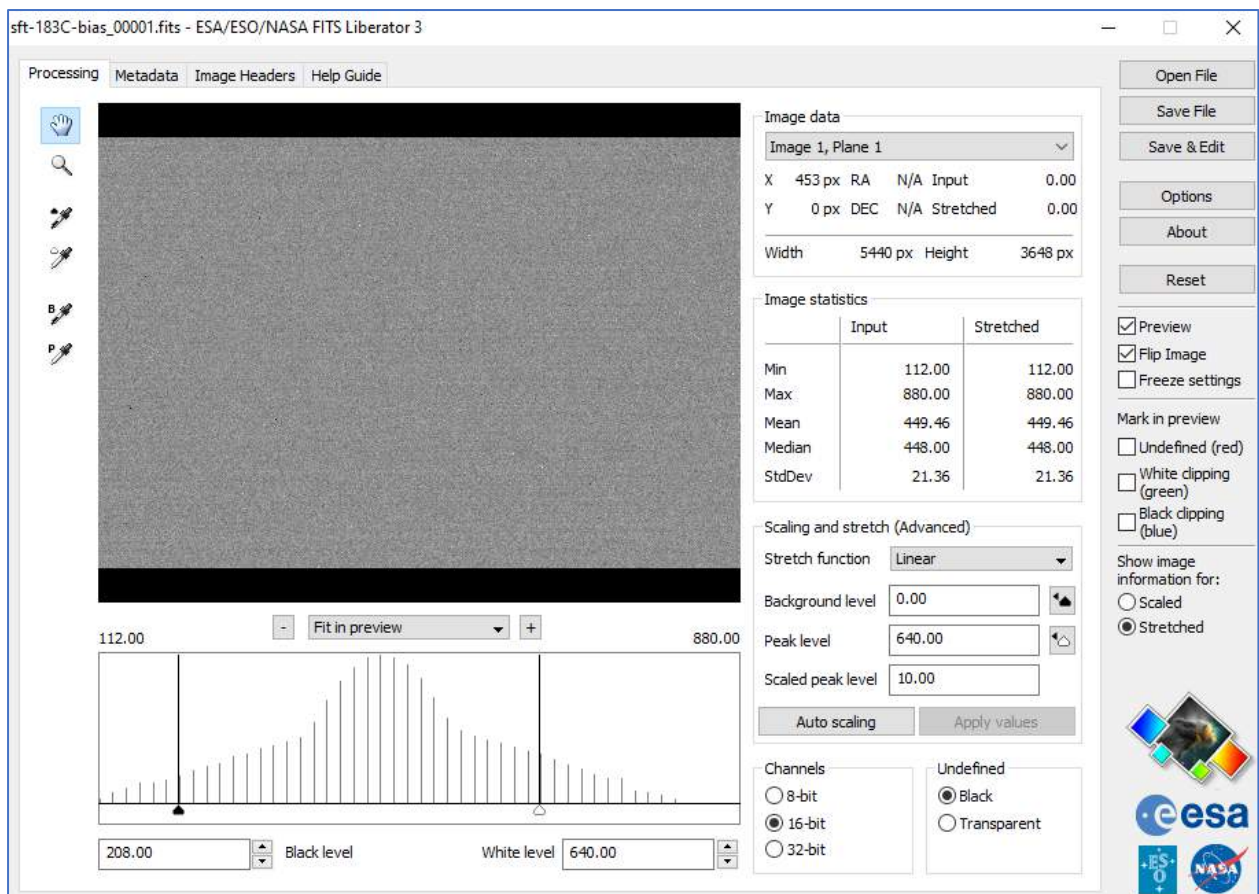 sft-183C-bias_00001.fits - ESA/ESO/NASA FITS Liberator 3
Processing Metadata Image Headers Help Guide
Open File
Save File
Save & Edit
Options
About
Reset
Preview
Flip Image
Freeze settings
Mark in preview
Undefined (red)
White clipping
(green)
Black clipping
(blue)
Show image
information for:
Scaled
Stretched
B
P
Image data
Image 1, Plane 1
X 453 px RA N/A Input 0.00
Y 0 px DEC N/A Stretched 0.00
Width 5440 px Height 3648 px
Image statistics
Input Stretched
Min 112.00 112.00
Max 880.00 880.00
Mean 449.46 449.46
Median 448.00 448.00
StdDev 21.36 21.36
Scaling and stretch (Advanced)
Stretch function Linear
Background level 0.00
Peak level 640.00
Scaled peak level 10.00
Auto scaling Apply values
Channels
8-bit
16-bit
32-bit
Undefined
Black
Transparent
112.00 - Fit in preview + 880.00
208.00 Black level White level 640.00
esa
ES
O
NASA